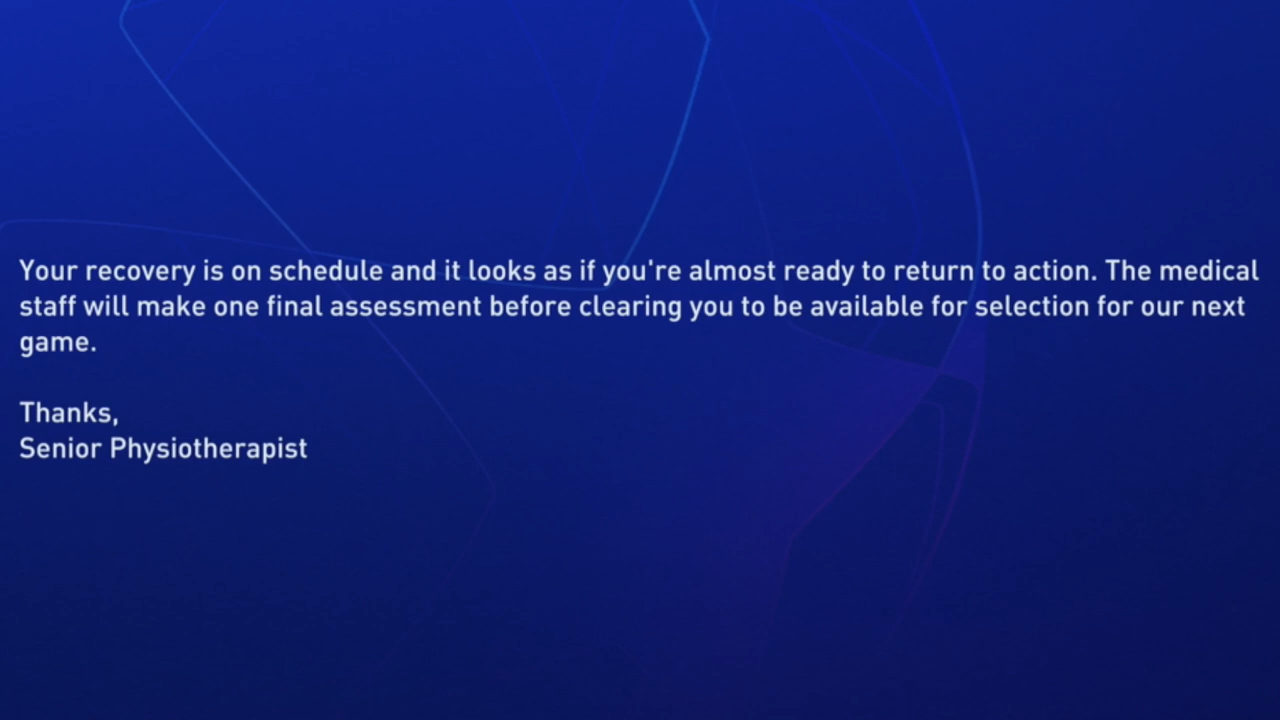 Your recovery is on schedule and it looks as if you're almost ready to return to action. The medical
staff will make one final assessment before clearing you to be available for selection for our next
game.
Thanks,
Senior Physiotherapist